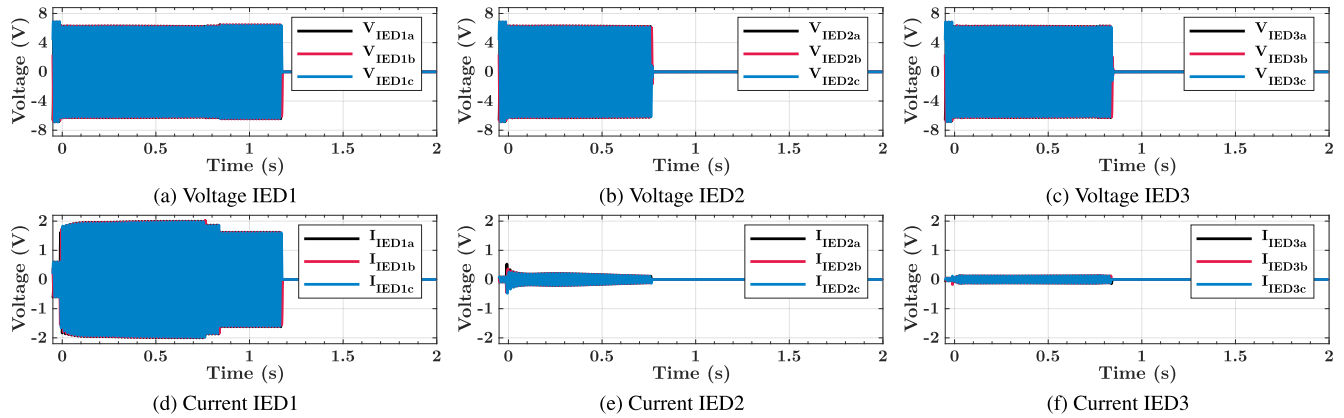 8
4
0
-4
-8
Voltage (V)
V_IED1a
V_IED1b
V_IED1c
0 0.5 1 1.5 2
Time (s)
(a) Voltage IED1
8
4
0
-4
-8
Voltage (V)
V_IED2a
V_IED2b
V_IED2c
0 0.5 1 1.5 2
Time (s)
(b) Voltage IED2
8
4
0
-4
-8
Voltage (V)
V_IED3a
V_IED3b
V_IED3c
0 0.5 1 1.5 2
Time (s)
(c) Voltage IED3
2
1
0
-1
-2
Voltage (V)
I_IED1a
I_IED1b
I_IED1c
0 0.5 1 1.5 2
Time (s)
(d) Current IED1
2
1
0
-1
-2
Voltage (V)
I_IED2a
I_IED2b
I_IED2c
0 0.5 1 1.5 2
Time (s)
(e) Current IED2
2
1
0
-1
-2
Voltage (V)
I_IED3a
I_IED3b
I_IED3c
0 0.5 1 1.5 2
Time (s)
(f) Current IED3